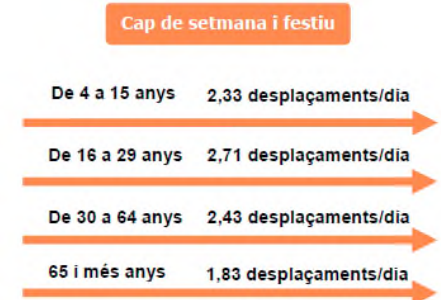 Cap de setmana i festiu
De 4 a 15 anys 2,33 desplaçaments/dia
De 16 a 29 anys 2,71 desplaçaments/dia
De 30 a 64 anys 2,43 desplaçaments/dia
65 i més anys 1,83 desplaçaments/dia